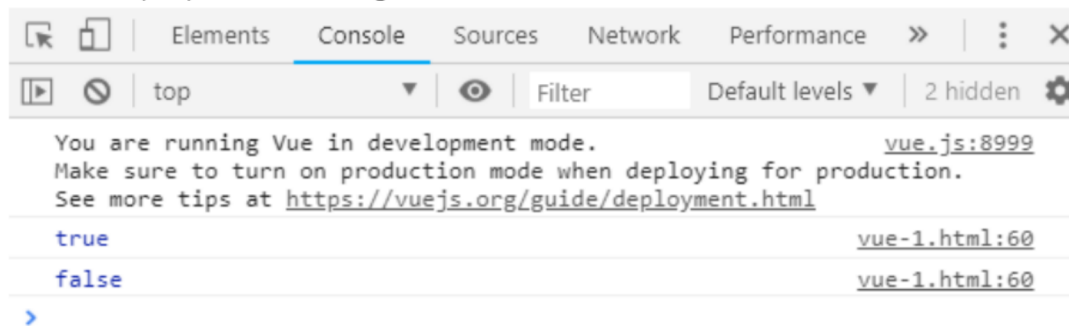 Elements Console Sources Network Performance »
top Filter Default levels ▼ 2 hidden
You are running Vue in development mode. vue.js:8999
Make sure to turn on production mode when deploying for production.
See more tips at https://vuejs.org/guide/deployment.html
true vue-1.html:60
false vue-1.html:60
>